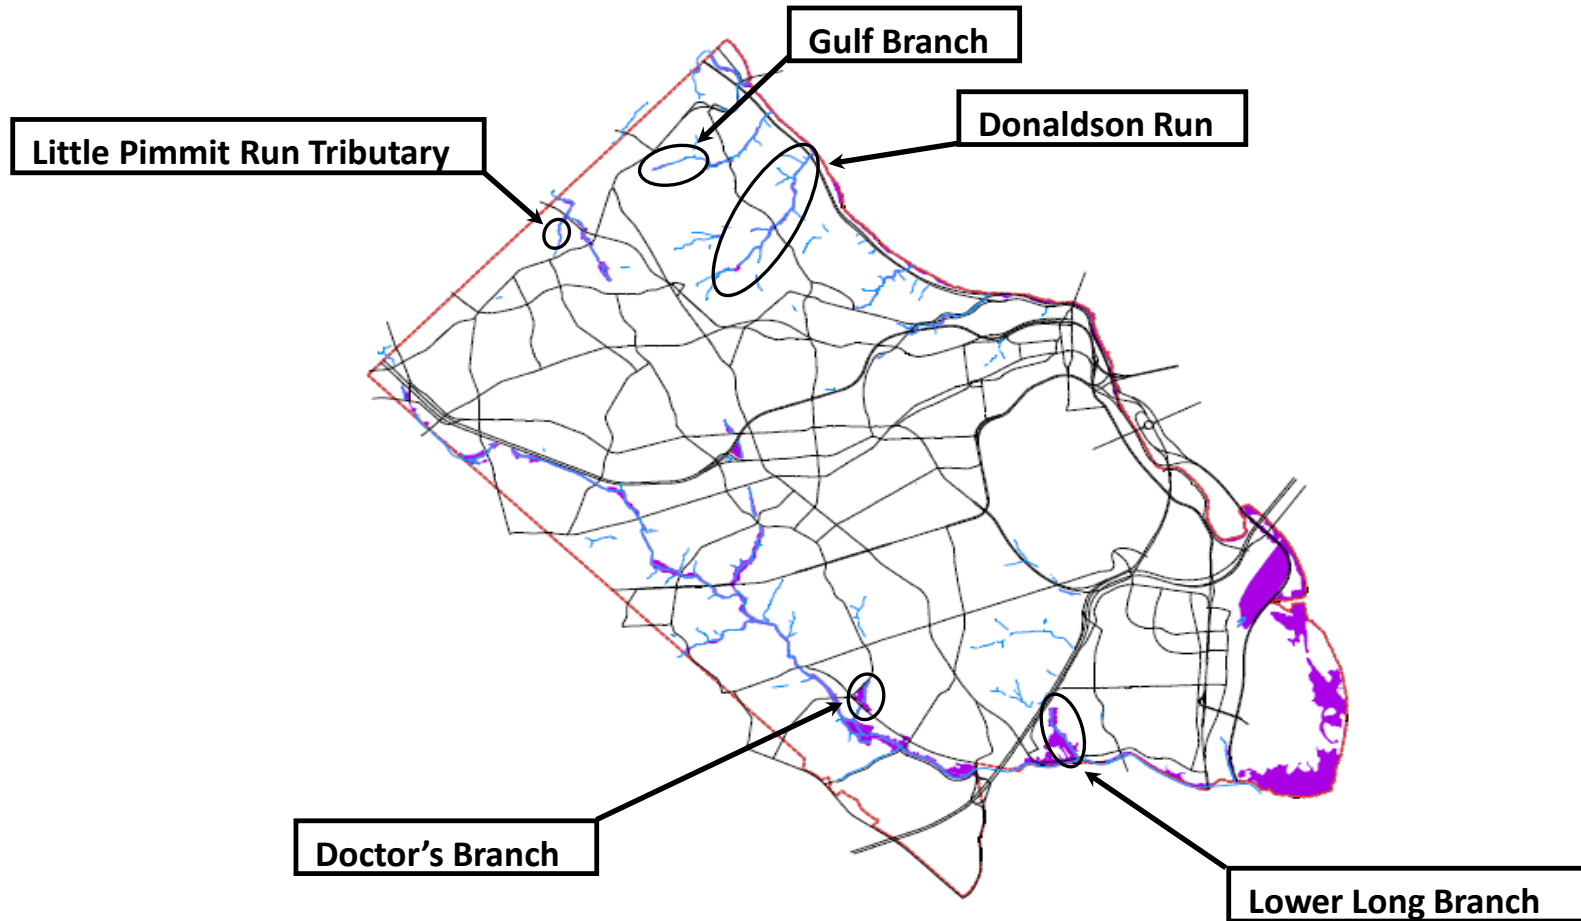 Gulf Branch
Donaldson Run
Little Pimmit Run Tributary
Doctor’s Branch
Lower Long Branch